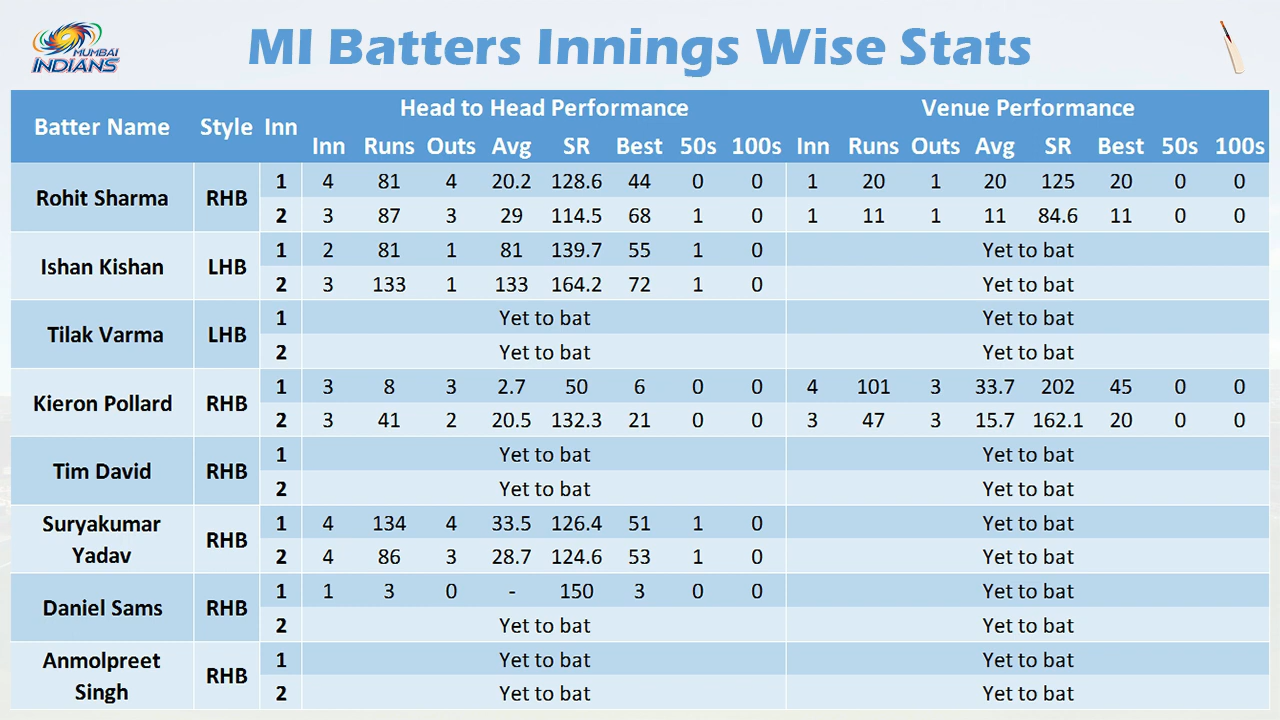 MUMBAI
INDIANS
MI Batters Innings Wise Stats
Batter Name Style Inn Head to Head Performance Venue Performance
Inn Runs Outs Avg SR Best 50s 100s Inn Runs Outs Avg SR Best 50s 100s
Rohit Sharma RHB 1 4 81 4 20.2 128.6 44 0 0 1 20 1 20 125 20 0 0
2 3 87 3 29 114.5 68 1 0 1 11 1 11 84.6 11 0 0
Ishan Kishan LHB 1 2 81 1 81 139.7 55 1 0 Yet to bat
2 3 133 1 133 164.2 72 1 0 Yet to bat
Tilak Varma LHB 1 Yet to bat Yet to bat
2 Yet to bat Yet to bat
Kieron Pollard RHB 1 3 8 3 2.7 50 6 0 0 4 101 3 33.7 202 45 0 0
2 3 41 2 20.5 132.3 21 0 0 3 47 3 15.7 162.1 20 0 0
Tim David RHB 1 Yet to bat Yet to bat
2 Yet to bat Yet to bat
Suryakumar Yadav RHB 1 4 134 4 33.5 126.4 51 1 0 Yet to bat
2 4 86 3 28.7 124.6 53 1 0 Yet to bat
Daniel Sams RHB 1 1 3 0 - 150 3 0 0 Yet to bat
2 Yet to bat Yet to bat
Anmolpreet Singh RHB 1 Yet to bat Yet to bat
2 Yet to bat Yet to bat